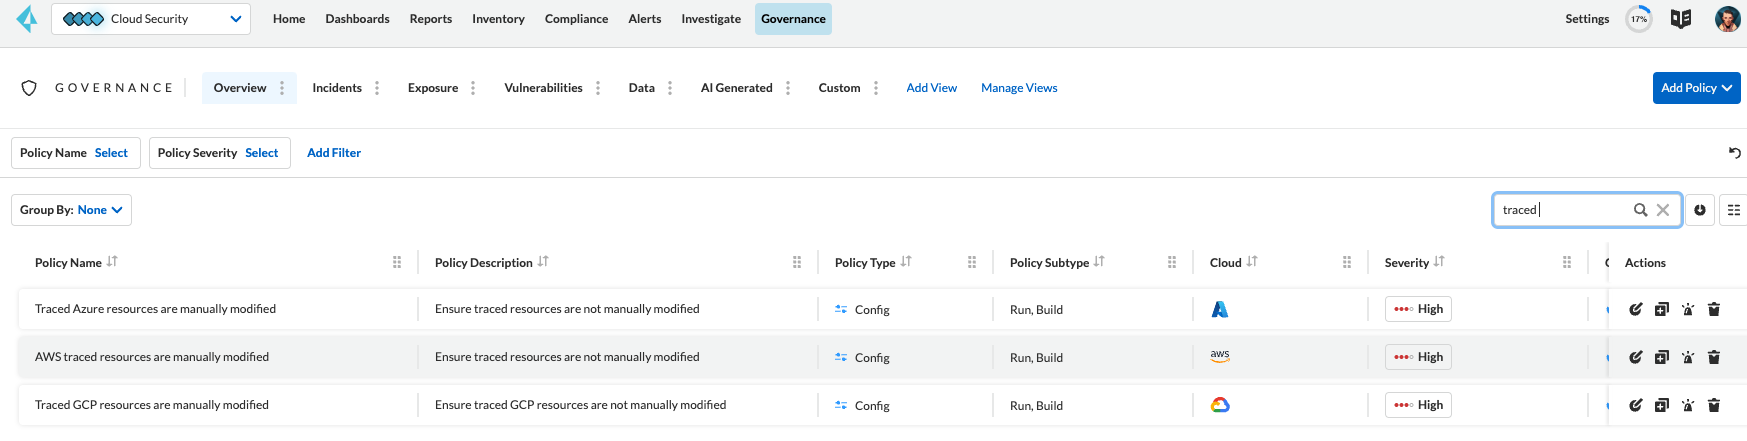 Cloud Security Home Dashboards Reports Inventory Compliance Alerts Investigate Governance Settings 17%
GOVERNANCE Overview Incidents Exposure Vulnerabilities Data AI Generated Custom Add View Manage Views Add Policy
Policy Name Select Policy Severity Select Add Filter
Group By: None traced
Policy Name Policy Description Policy Type Policy Subtype Cloud Severity Actions
Traced Azure resources are manually modified Ensure traced resources are not manually modified Config Run, Build High
AWS traced resources are manually modified Ensure traced resources are not manually modified Config Run, Build aws High
Traced GCP resources are manually modified Ensure traced GCP resources are not manually modified Config Run, Build High